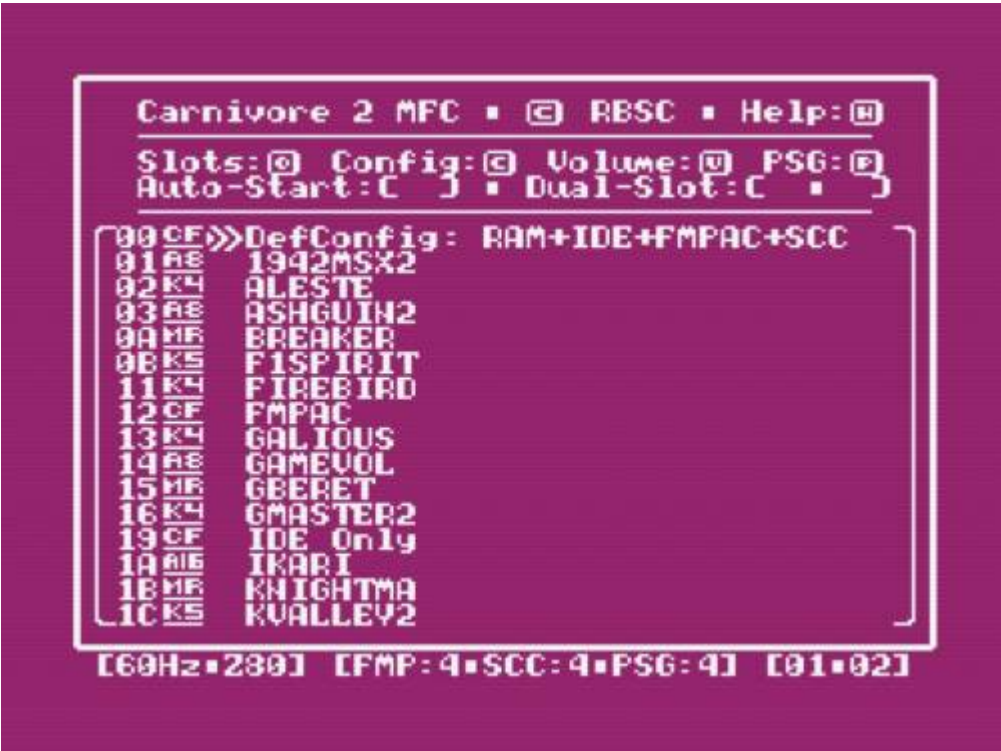 Carnivore 2 MFC ▪ [C] RBSC ▪ Help:[H]
Slots:[O] Config:[C] Volume:[V] PSG:[P]
Auto-Start:[ ] ▪ Dual-Slot:[ ▪ ]
00 CF »DefConfig: RAM+IDE+FMPAC+SCC
01 A8 1942MSX2
02 K4 ALESTE
03 A8 ASHGUIN2
0A MR BREAKER
0B K5 F1SPIRIT
11 K4 FIREBIRD
12 CF FMPAC
13 K4 GALIOUS
14 A8 GAMEVOL
15 MR GBERET
16 K4 GMASTER2
19 CF IDE Only
1A A16 IKARI
1B MR KNIGHTMA
1C K5 KVALLEY2
[60Hz▪Z80] [FMP:4▪SCC:4▪PSG:4] [01▪02]